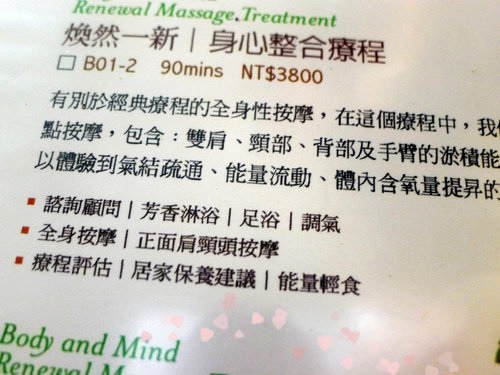 Renewal Massage.Treatment
煥然一新｜身心整合療程
□ B01-2 90mins NT$3800
有別於經典療程的全身性按摩，在這個療程中，我
點按摩，包含：雙肩、頸部、背部及手臂的淤積能
以體驗到氣結疏通、能量流動、體內含氧量提昇的
▪ 諮詢顧問｜芳香淋浴｜足浴｜調氣
▪ 全身按摩｜正面肩頸頭按摩
▪ 療程評估｜居家保養建議｜能量輕食
Body and Mind
Renewal